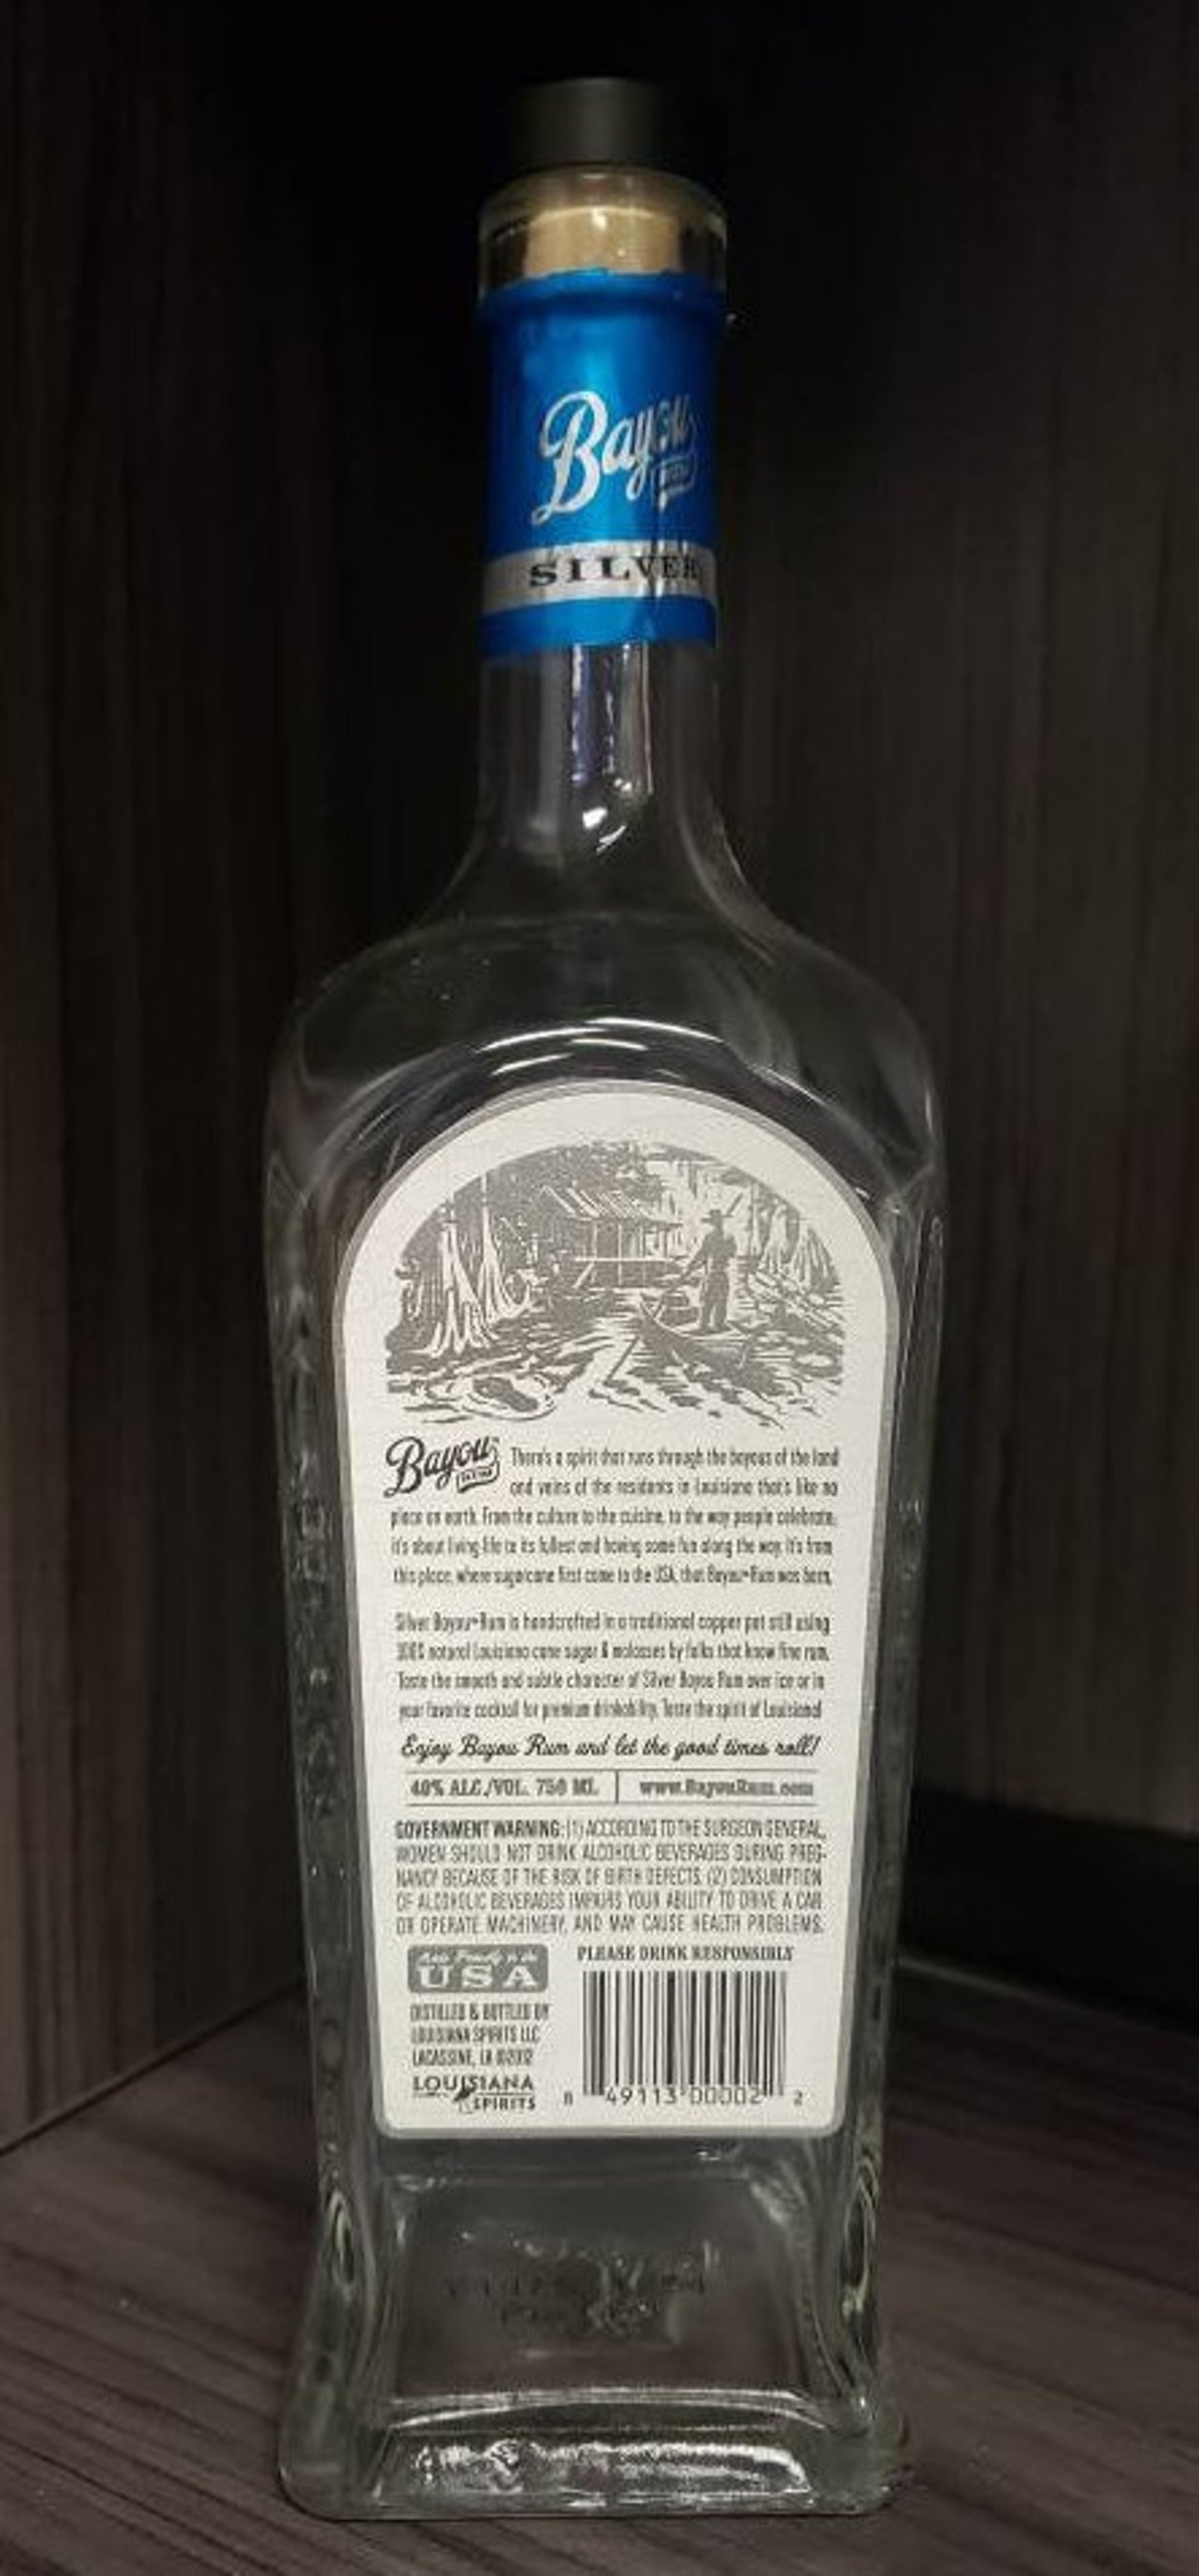 Bayou
RUM
SILVER
Bayou RUM There's a spirit that runs through the bayous of the land
and veins of the residents in Louisiana that's like no
place on earth. From the culture to the cuisine, to the way people celebrate,
it's about living life to its fullest and having some fun along the way. It's from
this place, where sugarcane first came to the USA, that Bayou Rum was born.
Silver Bayou Rum is handcrafted in a traditional copper pot still using
100% natural Louisiana cane sugar & molasses by folks that know fine rum.
Taste the smooth and subtle character of Silver Bayou Rum over ice or in
your favorite cocktail for premium drinkability. Taste the spirit of Louisiana!
Enjoy Bayou Rum and let the good times roll!
40% ALC./VOL. 750 ML www.BayouRum.com
GOVERNMENT WARNING: (1) ACCORDING TO THE SURGEON GENERAL,
WOMEN SHOULD NOT DRINK ALCOHOLIC BEVERAGES DURING PREG-
NANCY BECAUSE OF THE RISK OF BIRTH DEFECTS. (2) CONSUMPTION
OF ALCOHOLIC BEVERAGES IMPAIRS YOUR ABILITY TO DRIVE A CAR
OR OPERATE MACHINERY, AND MAY CAUSE HEALTH PROBLEMS.
PLEASE DRINK RESPONSIBLY
Made Proudly in the
USA
DISTILLED & BOTTLED BY
LOUISIANA SPIRITS LLC
LACASSINE, LA ©2012
LOUISIANA
SPIRITS
8 49113 00002 2